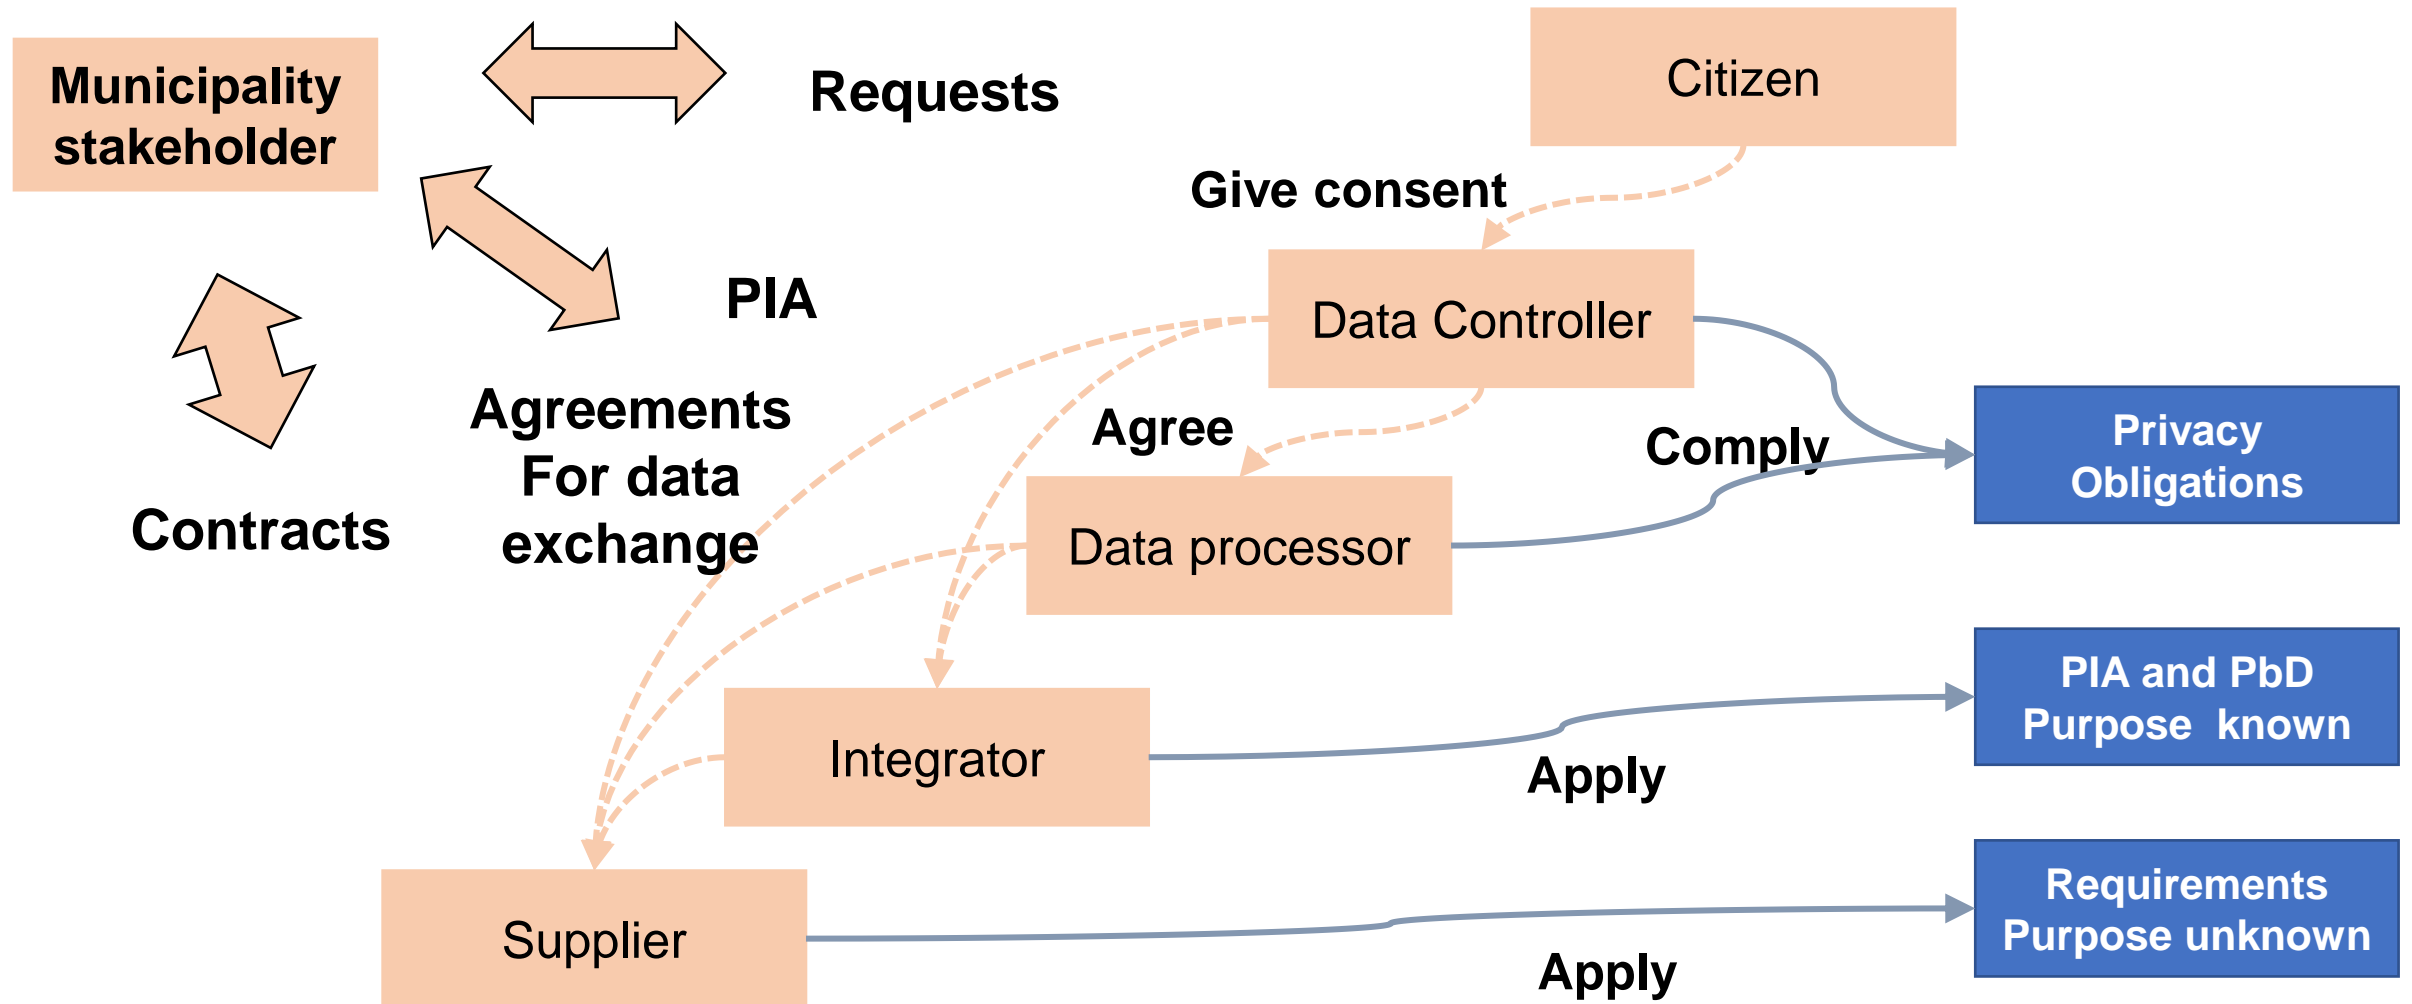 Municipality
stakeholder
Requests
Citizen
Give consent
PIA
Data Controller
Agreements
For data
exchange
Agree
Comply
Privacy
Obligations
Contracts
Data processor
PIA and PbD
Purpose  known
Integrator
Apply
Requirements
Purpose unknown
Supplier
Apply